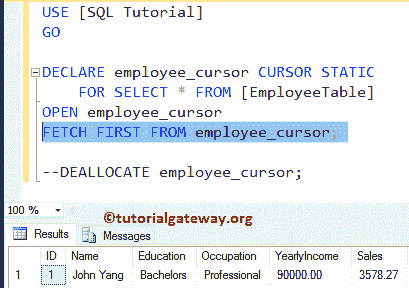 USE [SQL Tutorial]
GO
DECLARE employee_cursor CURSOR STATIC
FOR SELECT * FROM [EmployeeTable]
OPEN employee_cursor
FETCH FIRST FROM employee_cursor;
--DEALLOCATE employee_cursor;
100 %
©tutorialgateway.org
Results Messages
ID Name Education Occupation YearlyIncome Sales
1 1 John Yang Bachelors Professional 90000.00 3578.27